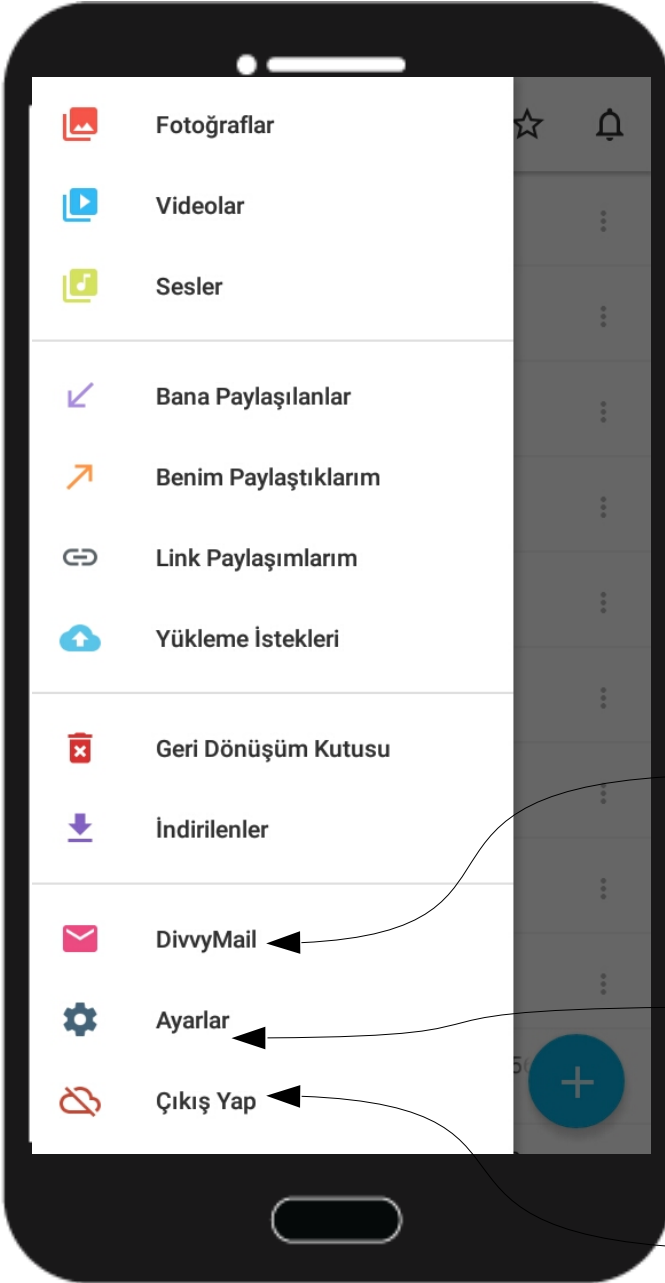 Fotoğraflar
Videolar
Sesler
Bana Paylaşılanlar
Benim Paylaştıklarım
Link Paylaşımlarım
Yükleme İstekleri
Geri Dönüşüm Kutusu
İndirilenler
DivvyMail
Ayarlar
Çıkış Yap